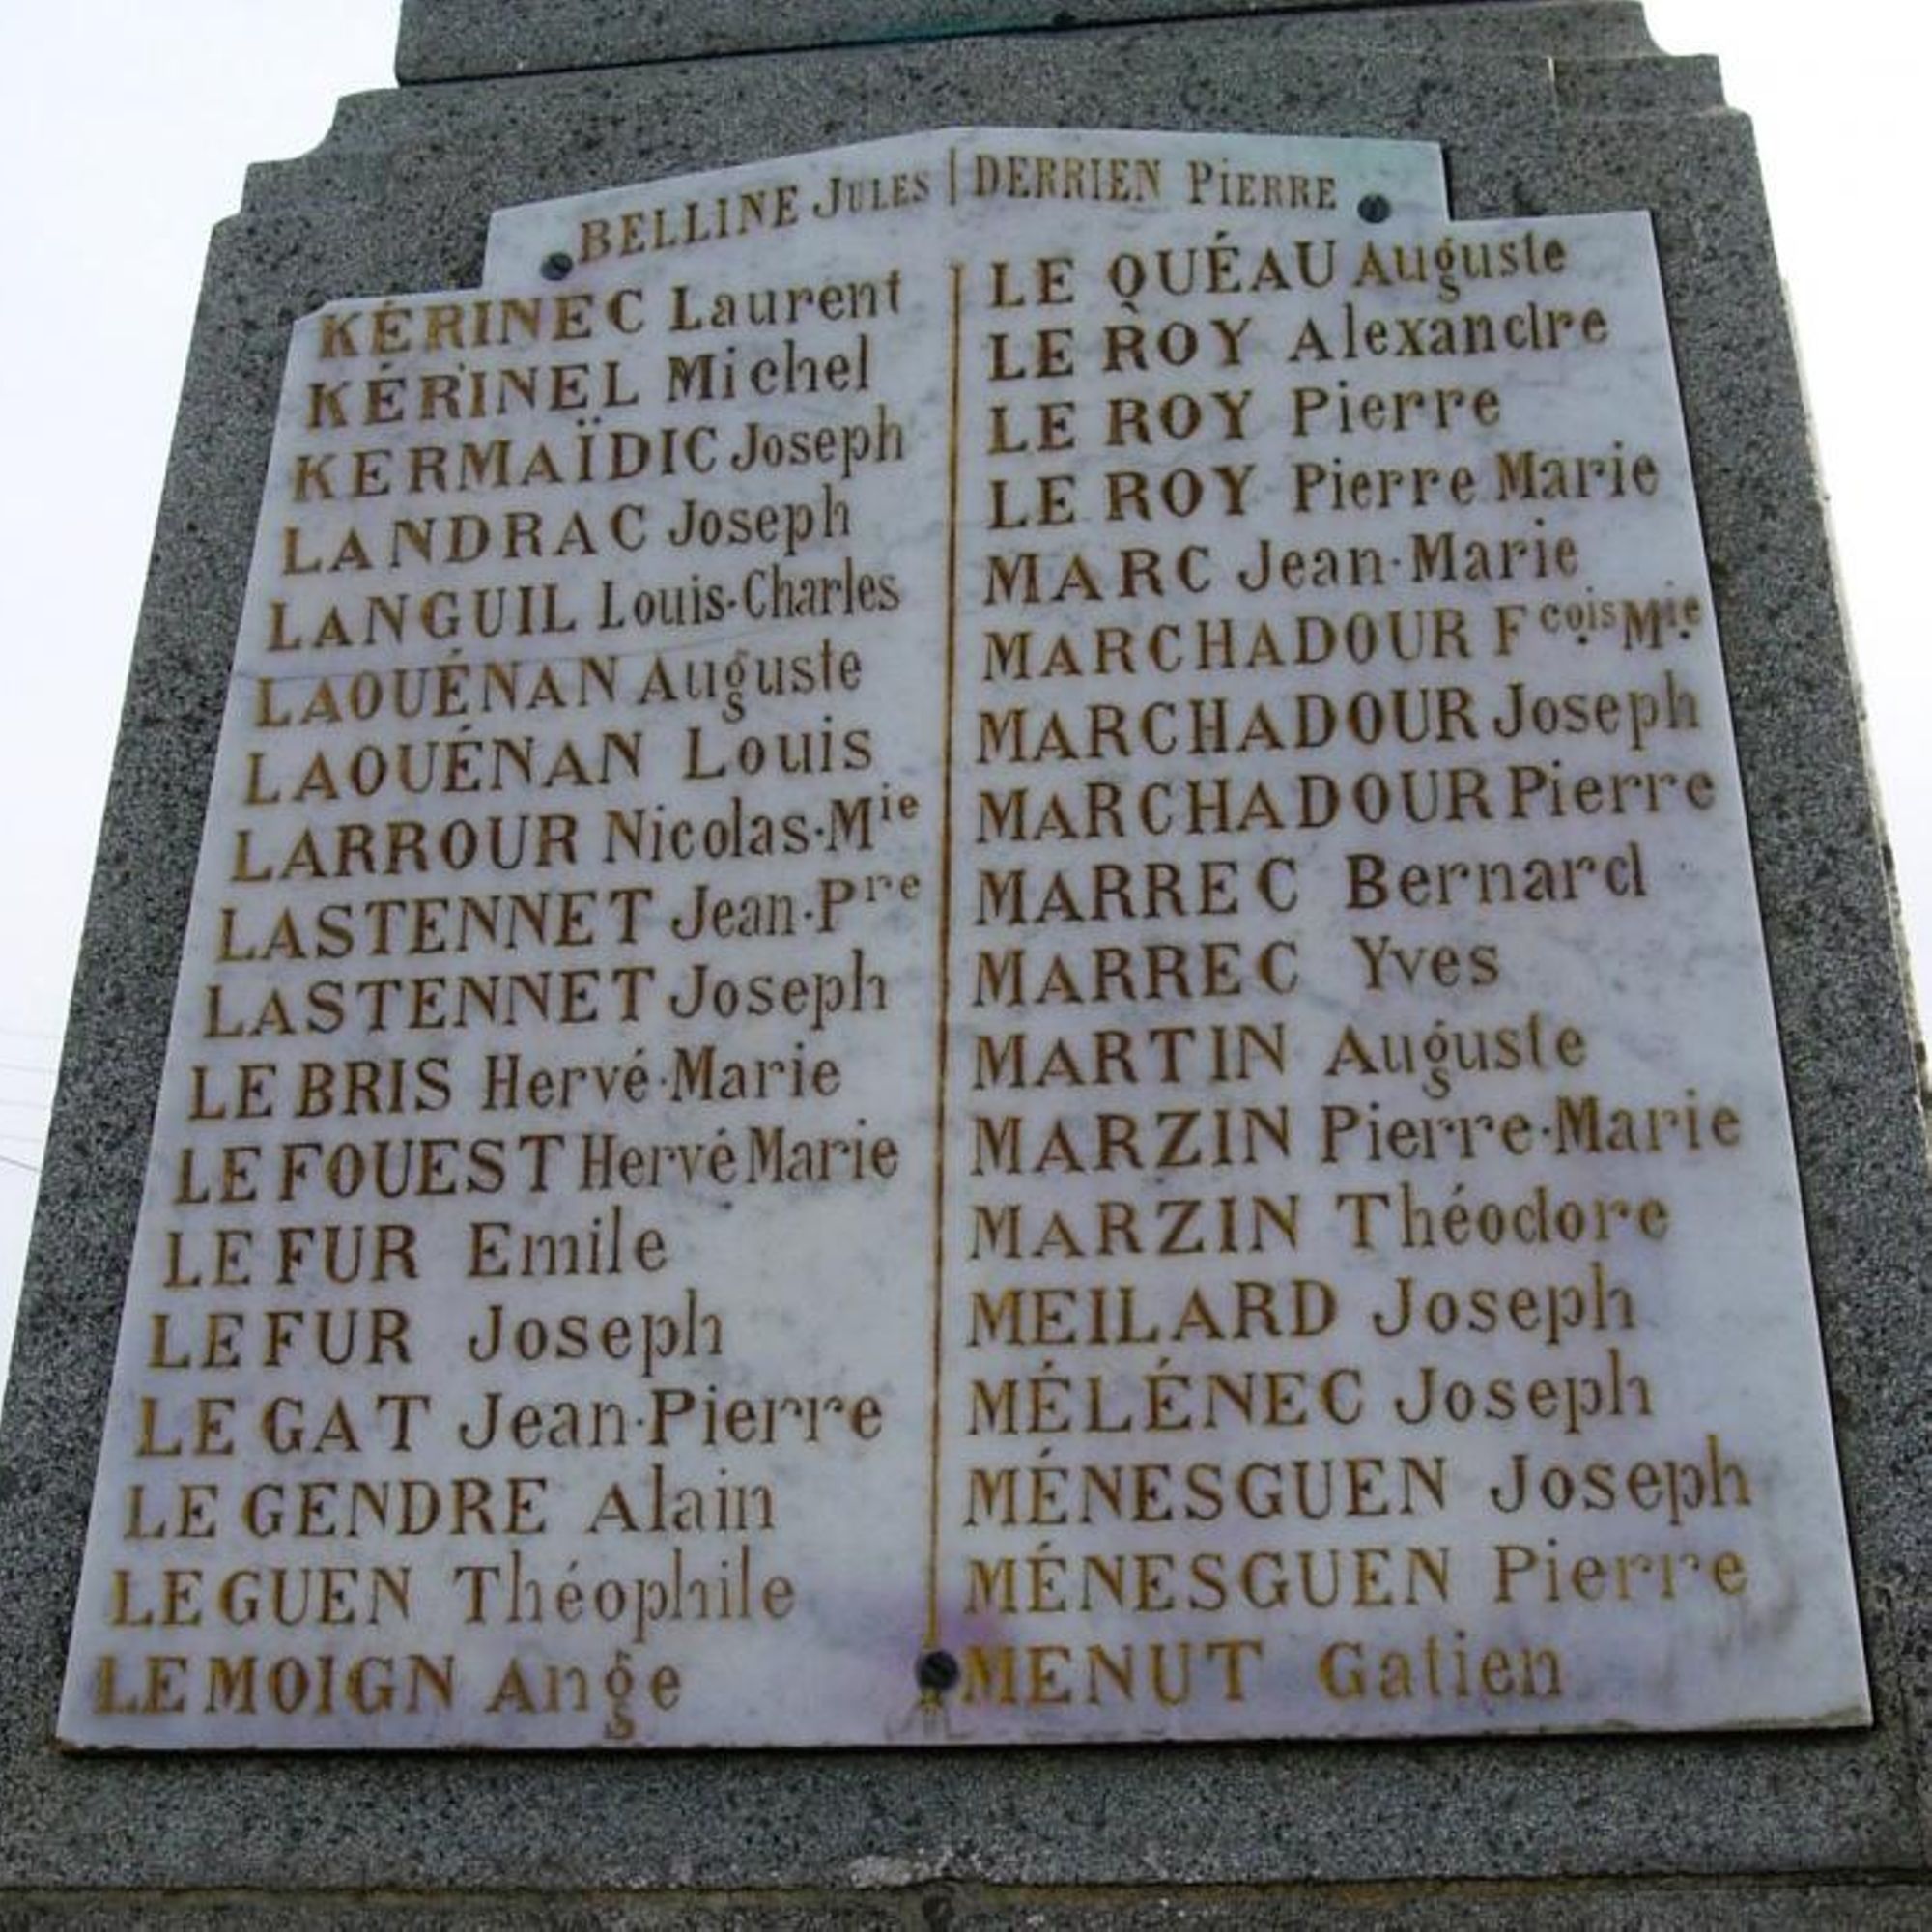 BELLINE JULES | DERRIEN PIERRE
KÉRINEC Laurent
KÉRINEL Michel
KERMAÏDIC Joseph
LANDRAC Joseph
LANGUIL Louis-Charles
LAOUÉNAN Auguste
LAOUÉNAN Louis
LARROUR Nicolas-Mie
LASTENNET Jean-Pre
LASTENNET Joseph
LE BRIS Hervé-Marie
LE FOUEST Hervé Marie
LE FUR Emile
LE FUR Joseph
LE GAT Jean-Pierre
LE GENDRE Alain
LE GUEN Théophile
LE MOIGN Ange
LE QUÉAU Auguste
LE ROY Alexandre
LE ROY Pierre
LE ROY Pierre Marie
MARC Jean-Marie
MARCHADOUR Fcois Mie
MARCHADOUR Joseph
MARCHADOUR Pierre
MARREC Bernard
MARREC Yves
MARTIN Auguste
MARZIN Pierre-Marie
MARZIN Théodore
MEILARD Joseph
MÉLÉNEC Joseph
MÉNESGUEN Joseph
MÉNESGUEN Pierre
MENUT Gatien